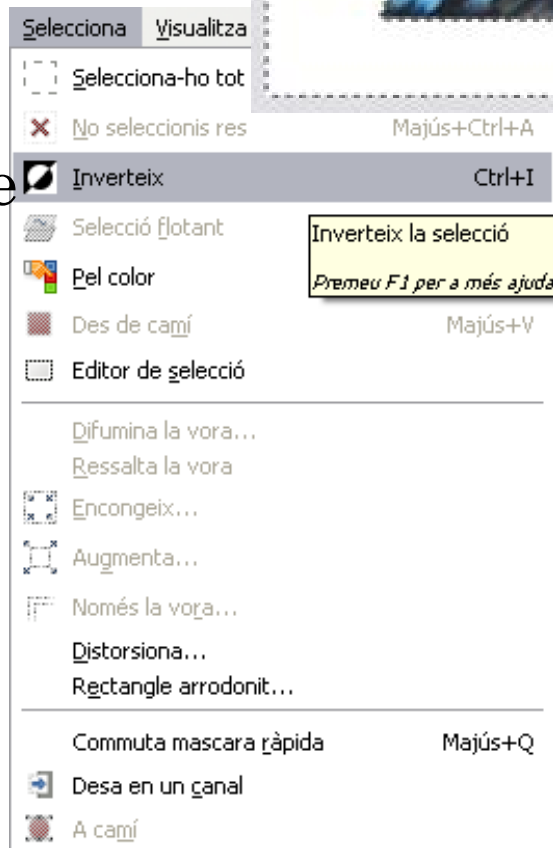 Selecciona Visualitza
Selecciona-ho tot
No seleccionis res Majús+Ctrl+A
e
Inverteix Ctrl+I
Selecció flotant
Inverteix la selecció
Pel color
Premeu F1 per a més ajuda
Des de camí Majús+V
Editor de selecció
Difumina la vora...
Ressalta la vora
Encongeix...
Augmenta...
Només la vora...
Distorsiona...
Rectangle arrodonit...
Commuta mascara ràpida Majús+Q
Desa en un canal
A camí